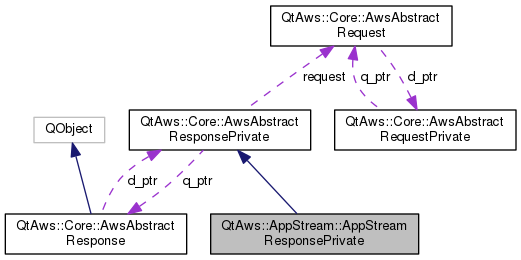 QtAws::Core::AwsAbstract
Request
request
q_ptr
d_ptr
QObject
QtAws::Core::AwsAbstract
ResponsePrivate
QtAws::Core::AwsAbstract
RequestPrivate
d_ptr
q_ptr
QtAws::Core::AwsAbstract
Response
QtAws::AppStream::AppStream
ResponsePrivate